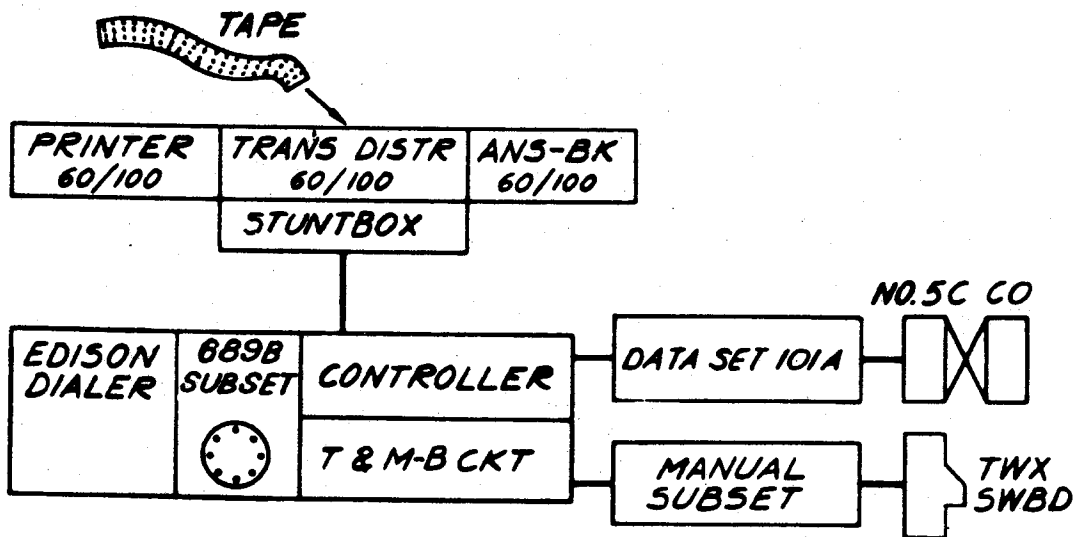 TAPE
PRINTER
60/100
TRANS DISTR
60/100
ANS-BK
60/100
STUNTBOX
EDISON
DIALER
689B
SUBSET
CONTROLLER
T & M-B CKT
DATA SET 101A
NO.5C CO
MANUAL
SUBSET
TWX
SWBD